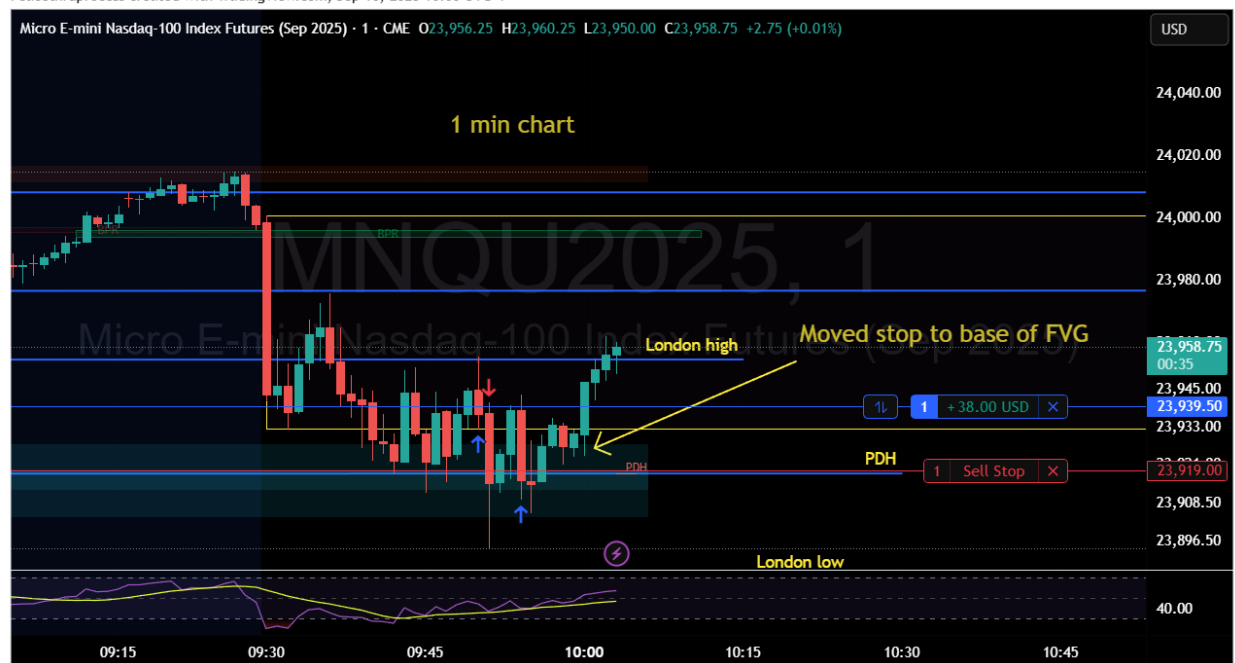 Micro E-mini Nasdaq-100 Index Futures (Sep 2025) · 1 · CME O23,956.25 H23,960.25 L23,950.00 C23,958.75 +2.75 (+0.01%)
USD
24,040.00
1 min chart
24,020.00
24,000.00
BPR
BPR
MNQU2025, 1
23,980.00
Micro E-mini Nasdaq-100 Index Futures (Sep 2025)
Moved stop to base of FVG
London high
23,958.75
00:35
23,945.00
1 +38.00 USD ×
23,939.50
23,933.00
PDH
PDH
1 Sell Stop ×
23,919.00
23,908.50
23,896.50
London low
40.00
09:15 09:30 09:45 10:00 10:15 10:30 10:45